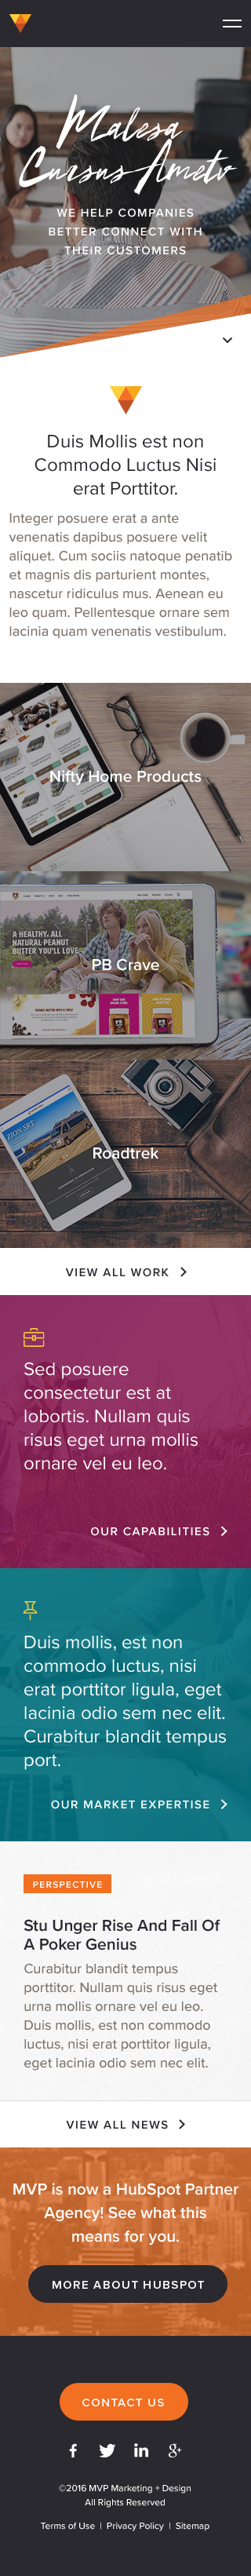 Malesa
Cursus Ametv
WE HELP COMPANIES
BETTER CONNECT WITH
THEIR CUSTOMERS
Duis Mollis est non
Commodo Luctus Nisi
erat Porttitor.
Integer posuere erat a ante
venenatis dapibus posuere velit
aliquet. Cum sociis natoque penatib
et magnis dis parturient montes,
nascetur ridiculus mus. Aenean eu
leo quam. Pellentesque ornare sem
lacinia quam venenatis vestibulum.
Nifty Home Products
A HEALTHY, ALL
NATURAL PEANUT
BUTTER YOU'LL LOVE
PB Crave
ZION SRT
Roadtrek
VIEW ALL WORK
Sed posuere
consectetur est at
lobortis. Nullam quis
risus eget urna mollis
ornare vel eu leo.
OUR CAPABILITIES
Duis mollis, est non
commodo luctus, nisi
erat porttitor ligula, eget
lacinia odio sem nec elit.
Curabitur blandit tempus
port.
OUR MARKET EXPERTISE
PERSPECTIVE
Stu Unger Rise And Fall Of
A Poker Genius
Curabitur blandit tempus
porttitor. Nullam quis risus eget
urna mollis ornare vel eu leo.
Duis mollis, est non commodo
luctus, nisi erat porttitor ligula,
eget lacinia odio sem nec elit.
VIEW ALL NEWS
MVP is now a HubSpot Partner
Agency! See what this
means for you.
MORE ABOUT HUBSPOT
CONTACT US
©2016 MVP Marketing + Design
All Rights Reserved
Terms of Use | Privacy Policy | Sitemap